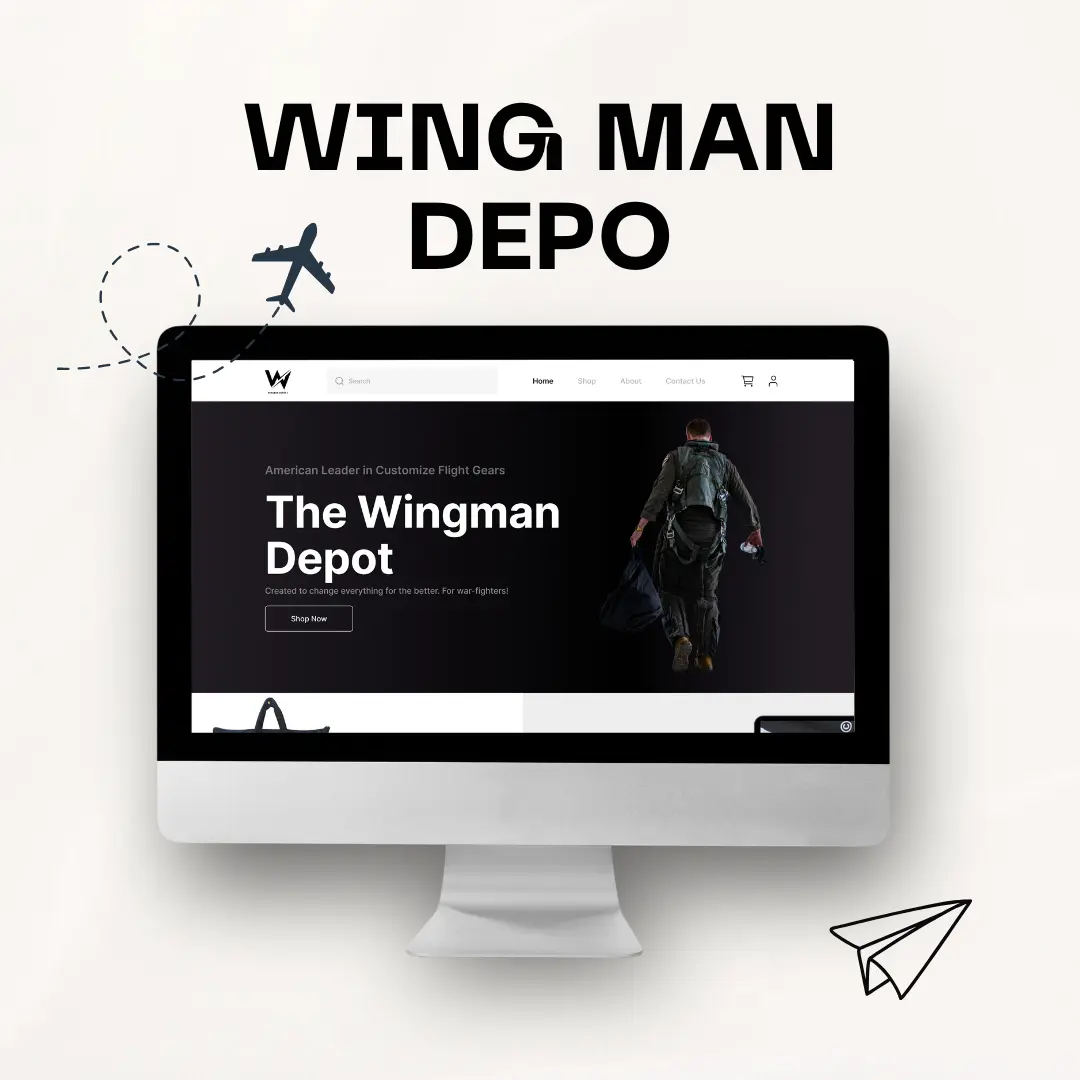 WING MAN
DEPO
Search
Home
Shop
About
Contact Us
American Leader in Customize Flight Gears
The Wingman
Depot
Created to change everything for the better. For war-fighters!
Shop Now